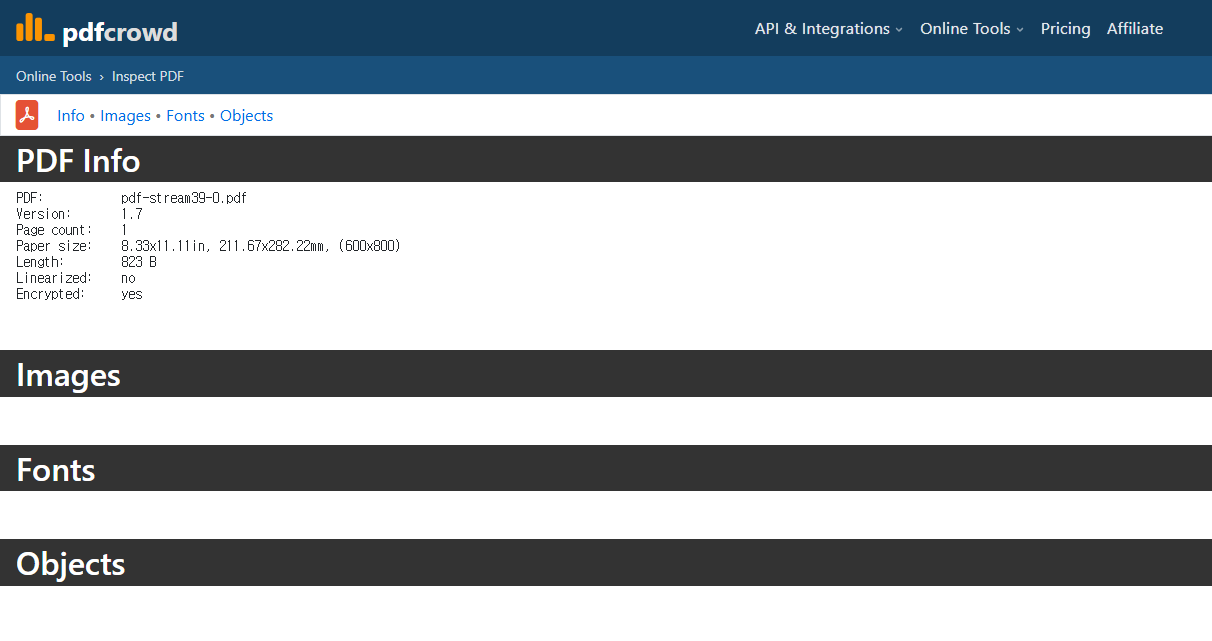 pdfcrowd
API & Integrations Online Tools Pricing Affiliate
Online Tools › Inspect PDF
Info • Images • Fonts • Objects
PDF Info
PDF: pdf-stream39-0.pdf
Version: 1.7
Page count: 1
Paper size: 8.33x11.11in, 211.67x282.22mm, (600x800)
Length: 823 B
Linearized: no
Encrypted: yes
Images
Fonts
Objects